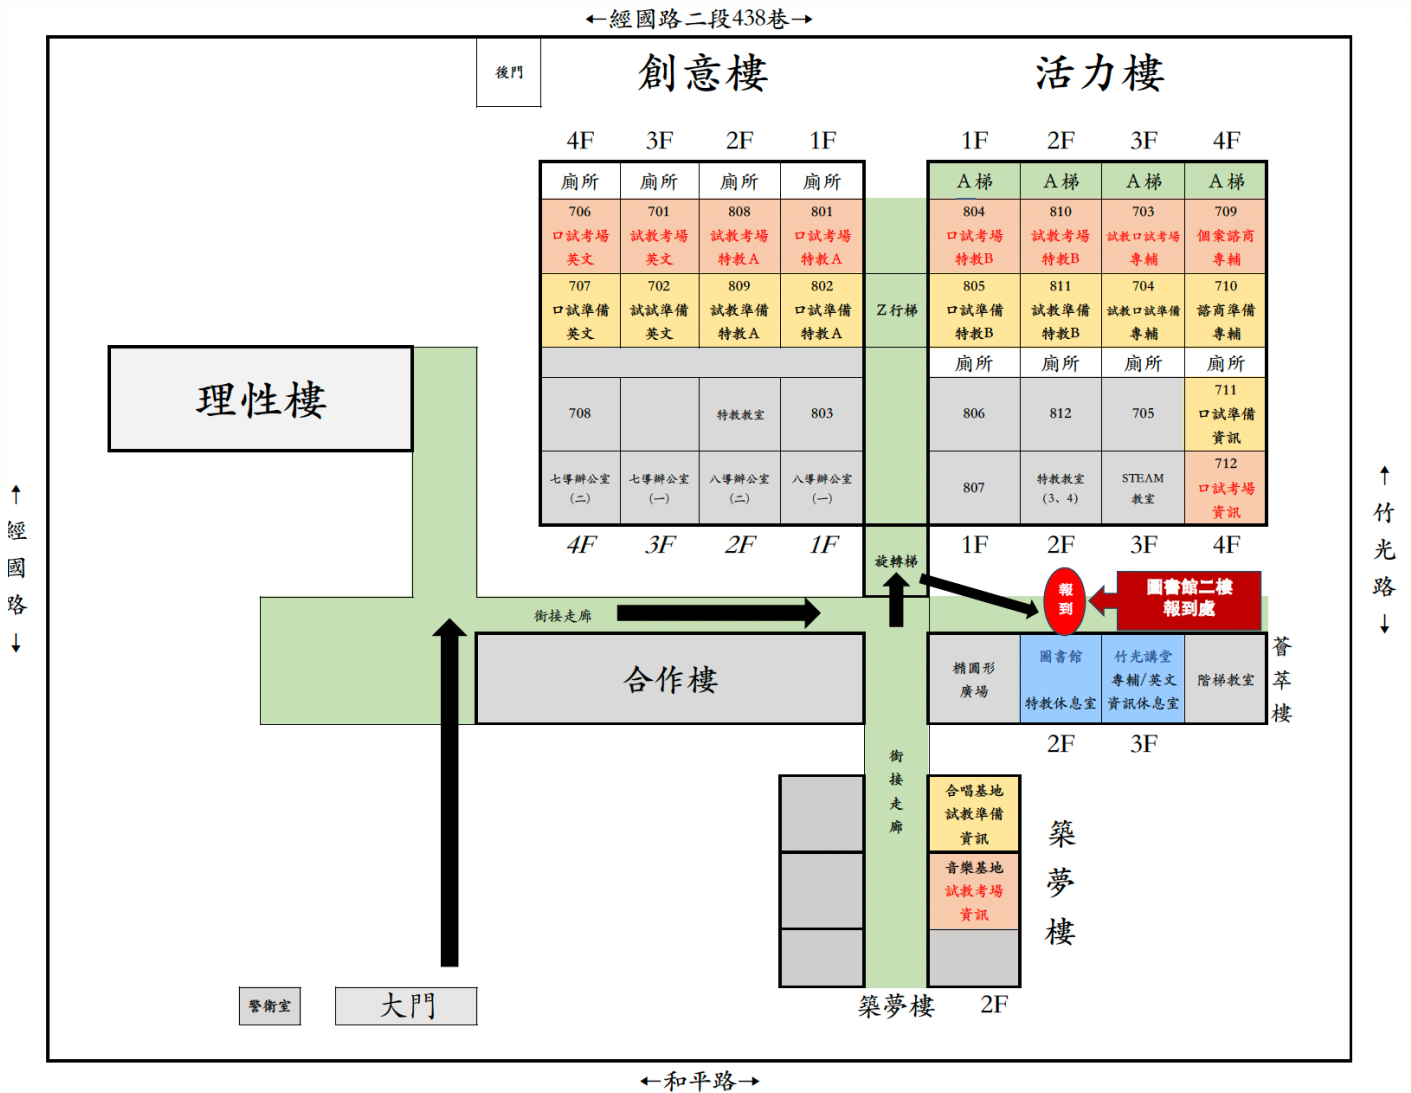 ←經國路二段438巷→
後門
創意樓
活力樓
4F 3F 2F 1F
1F 2F 3F 4F
廁所 廁所 廁所 廁所
A梯 A梯 A梯 A梯
706
口試考場
英文
701
試教考場
英文
808
試教考場
特教A
801
口試考場
特教A
804
口試考場
特教B
810
試教考場
特教B
703
試教口試考場
專輔
709
個案諮商
專輔
707
口試準備
英文
702
試試準備
英文
809
試教準備
特教A
802
口試準備
特教A
Z行梯
805
口試準備
特教B
811
試教準備
特教B
704
試教口試準備
專輔
710
諮商準備
專輔
廁所 廁所 廁所 廁所
理性樓
708
特教教室
803
806
812
705
711
口試準備
資訊
七導辦公室
(二)
七導辦公室
(一)
八導辦公室
(二)
八導辦公室
(一)
807
特教教室
(3、4)
STEAM
教室
712
口試考場
資訊
4F 3F 2F 1F
1F 2F 3F 4F
旋轉梯
報到
圖書館二樓
報到處
銜接走廊
合作樓
橢圓形
廣場
圖書館
特教休息室
竹光講堂
專輔/英文
資訊休息室
階梯教室
薈萃樓
2F 3F
銜接走廊
合唱基地
試教準備
資訊
音樂基地
試教考場
資訊
築夢樓
築夢樓 2F
警衛室
大門
←經國路→
←竹光路→
←和平路→